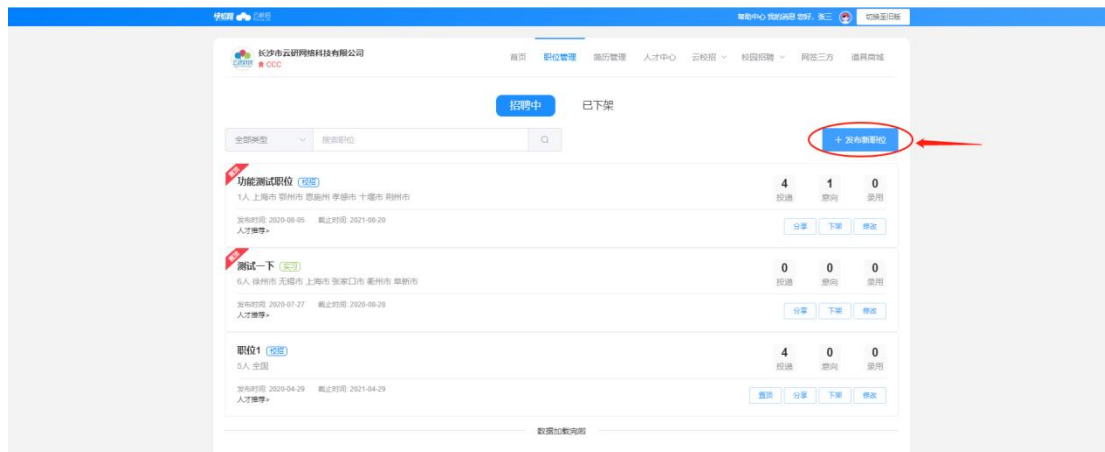 帮助中心 我的消息 您好，张三 切换至旧版
长沙市云研网络科技有限公司
CCC
首页 职位管理 简历管理 人才中心 云校招 校园招聘 网签三方 道具商城
招聘中 已下架
全部类型 搜索职位 + 发布新职位
功能测试职位 校招 4 1 0
1人 上海市 鄂州市 恩施州 孝感市 十堰市 荆州市 投递 意向 录用
发布时间: 2020-08-05 截止时间: 2021-08-20
人才推荐» 分享 下架 修改
测试一下 实习 0 0 0
6人 徐州市 无锡市 上海市 张家口市 衢州市 阜新市 投递 意向 录用
发布时间: 2020-07-27 截止时间: 2020-08-28
人才推荐» 分享 下架 修改
职位1 校招 4 0 0
5人 全国 投递 意向 录用
发布时间: 2020-04-29 截止时间: 2021-04-29
人才推荐» 置顶 分享 下架 修改
数据加载完啦